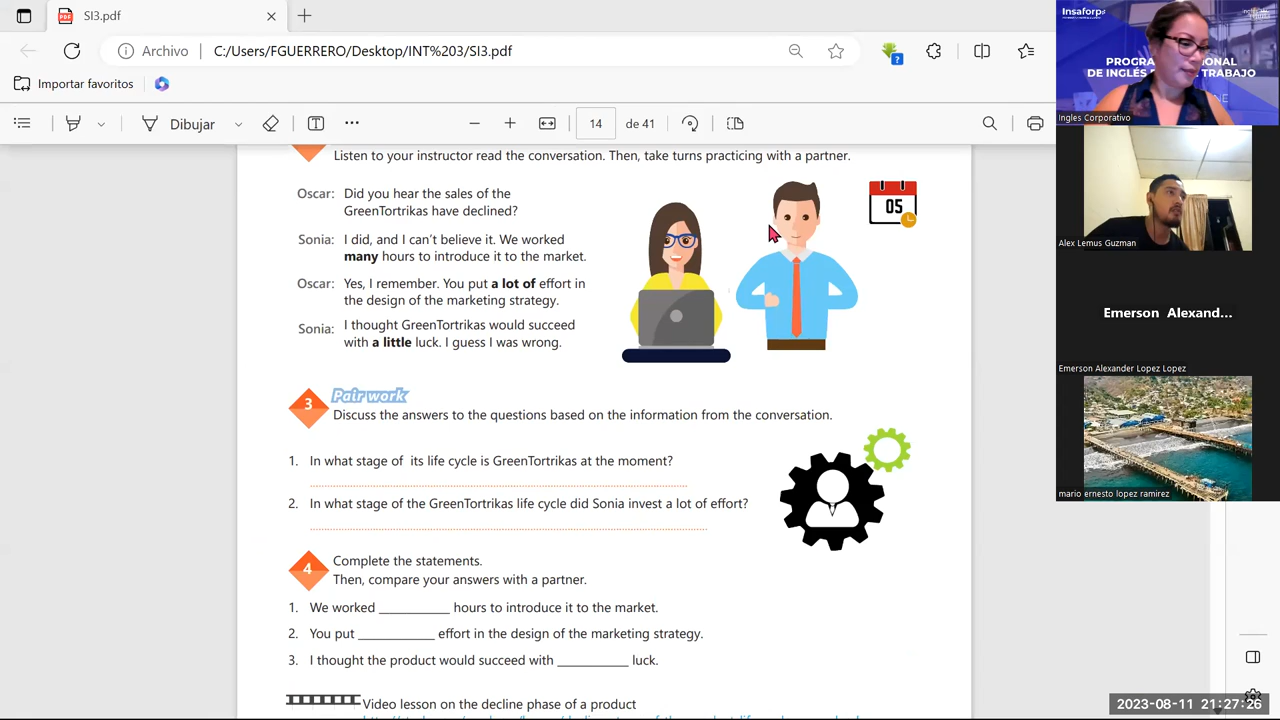 SI3.pdf
Archivo
C:/Users/FGUERRERO/Desktop/INT%203/SI3.pdf
Importar favoritos
Dibujar
14
de 41
Listen to your instructor read the conversation. Then, take turns practicing with a partner.
Oscar: Did you hear the sales of the
GreenTortrikas have declined?
Sonia: I did, and I can't believe it. We worked
many hours to introduce it to the market.
Oscar: Yes, I remember. You put a lot of effort in
the design of the marketing strategy.
Sonia: I thought GreenTortrikas would succeed
with a little luck. I guess I was wrong.
05
3
Pair work
Discuss the answers to the questions based on the information from the conversation.
1. In what stage of its life cycle is GreenTortrikas at the moment?
2. In what stage of the GreenTortrikas life cycle did Sonia invest a lot of effort?
4
Complete the statements.
Then, compare your answers with a partner.
1. We worked __________ hours to introduce it to the market.
2. You put ___________ effort in the design of the marketing strategy.
3. I thought the product would succeed with __________ luck.
Video lesson on the decline phase of a product
Insaforp
DE INGLÉS
TRABAJO
Ingles Corporativo
Alex Lemus Guzman
Emerson Alexand...
Emerson Alexander Lopez Lopez
mario ernesto lopez ramirez
2023-08-11 21:27:26